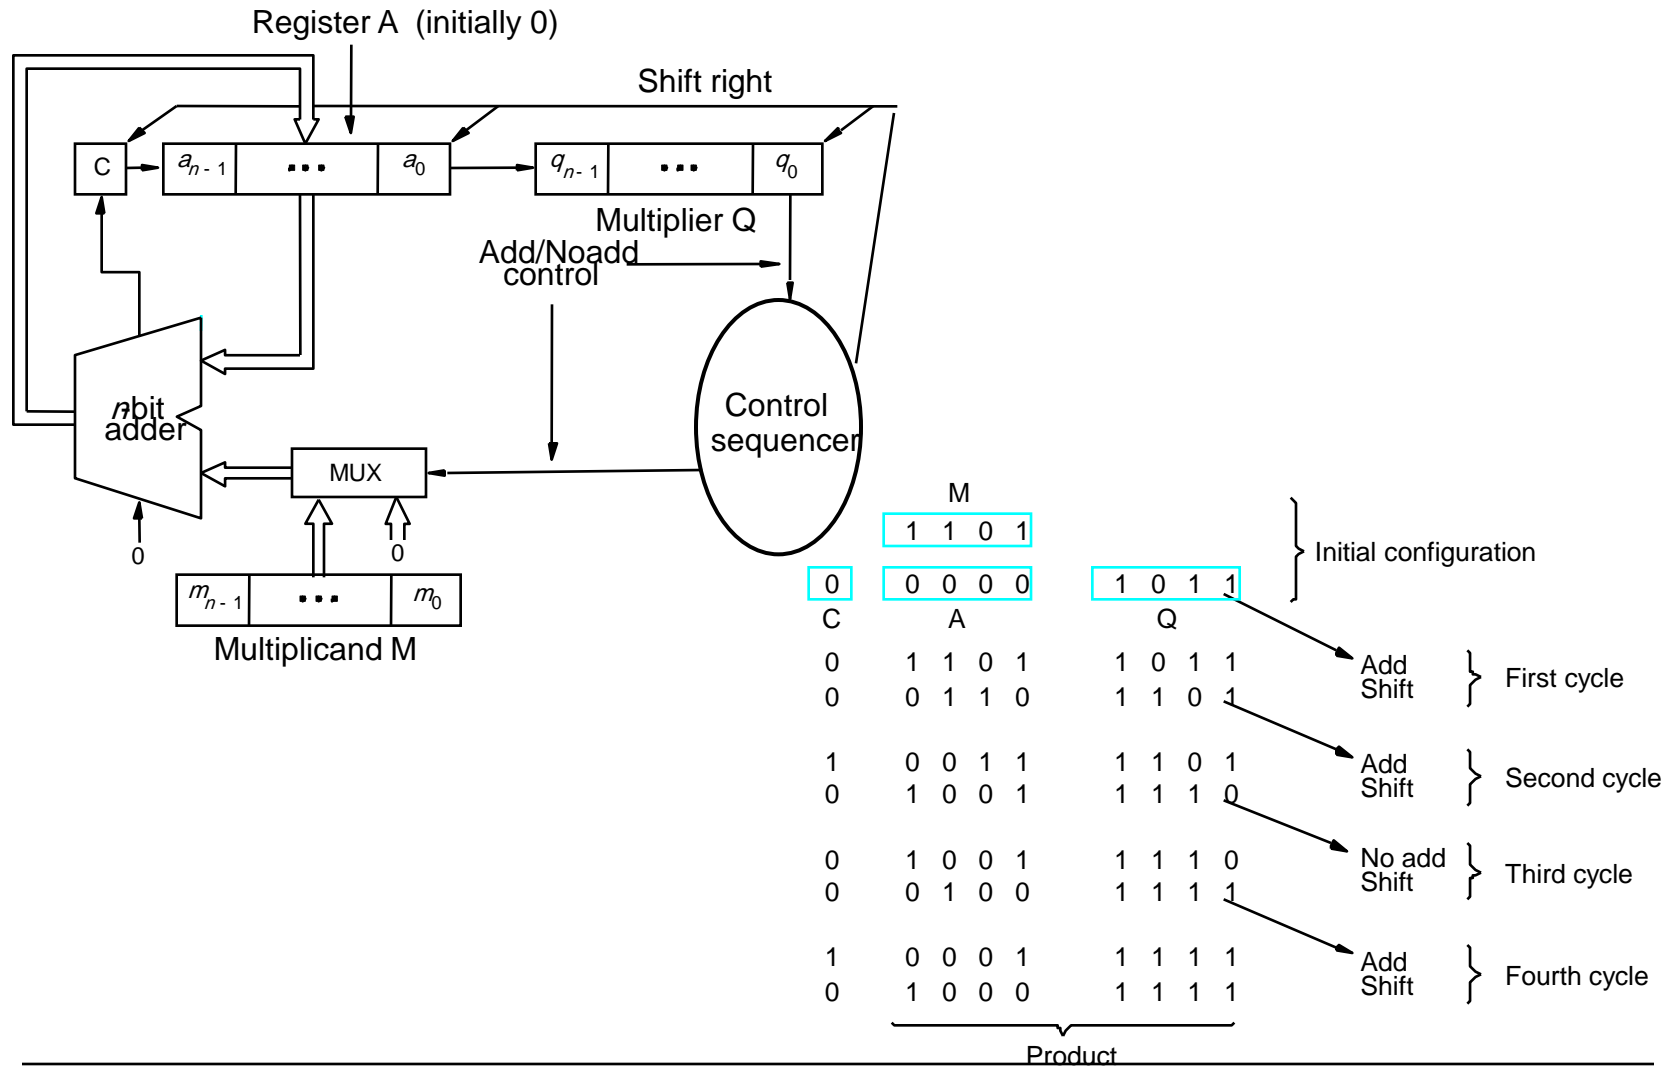 Register A (initially 0)
Shift right
C a n - 1 ... a 0 q n - 1 ... q 0
Multiplier Q
Add/Noadd
control
n bit
adder
MUX
Control
sequencer
0 0
m n - 1 ... m 0
Multiplicand M
M
1 1 0 1
Initial configuration
0 0 0 0 0 1 0 1 1
C A Q
0 1 1 0 1 1 0 1 1 Add
0 0 1 1 0 1 1 0 1 Shift
First cycle
1 0 0 1 1 1 1 0 1 Add
0 1 0 0 1 1 1 1 0 Shift
Second cycle
0 1 0 0 1 1 1 1 0 No add
0 0 1 0 0 1 1 1 1 Shift
Third cycle
1 0 0 0 1 1 1 1 1 Add
0 1 0 0 0 1 1 1 1 Shift
Fourth cycle
Product